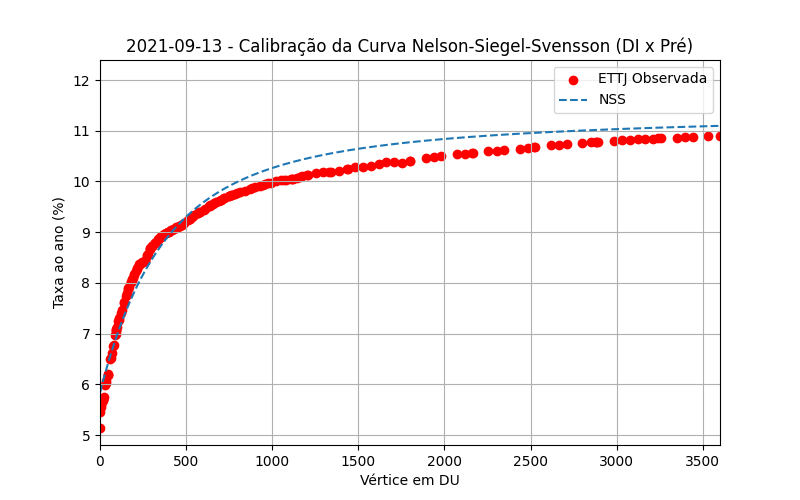 2021-09-13 - Calibração da Curva Nelson-Siegel-Svensson (DI x Pré)
ETTJ Observada
NSS
Taxa ao ano (%)
12
11
10
9
8
7
6
5
0 500 1000 1500 2000 2500 3000 3500
Vértice em DU